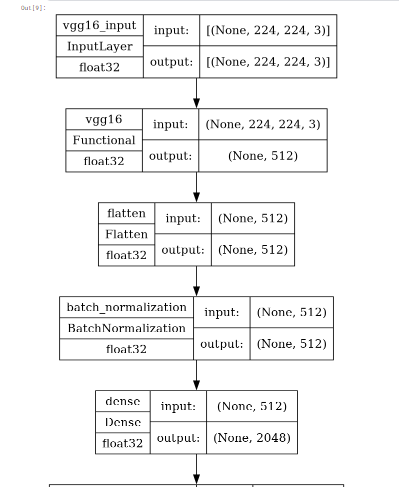 Out[9]:
vgg16_input
InputLayer
float32
input:
[(None, 224, 224, 3)]
output:
[(None, 224, 224, 3)]
vgg16
Functional
float32
input:
(None, 224, 224, 3)
output:
(None, 512)
flatten
Flatten
float32
input:
(None, 512)
output:
(None, 512)
batch_normalization
BatchNormalization
float32
input:
(None, 512)
output:
(None, 512)
dense
Dense
float32
input:
(None, 512)
output:
(None, 2048)